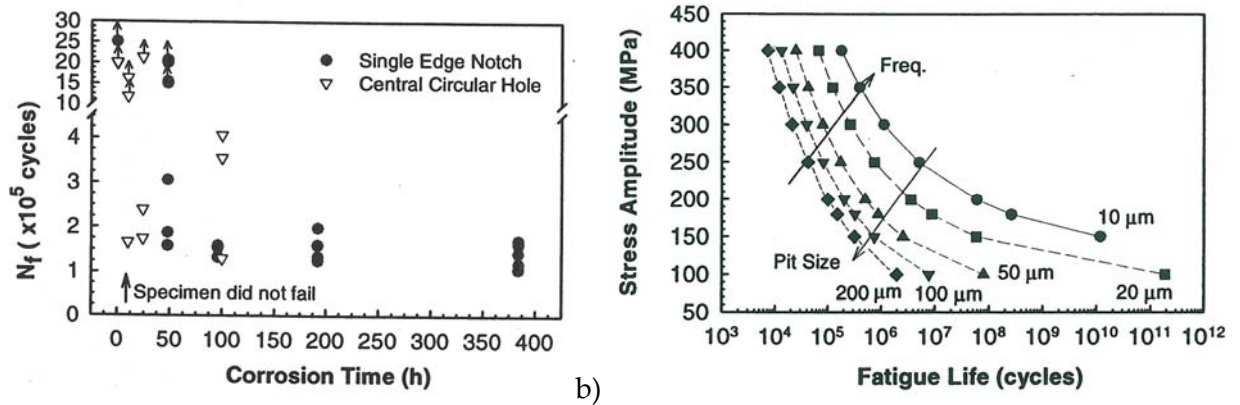 N_f ( x10^5 cycles)
30
25
20
15
10
4
3
2
1
0
Single Edge Notch
Central Circular Hole
Specimen did not fail
0 50 100 150 200 250 300 350 400
Corrosion Time (h)
b)
Stress Amplitude (MPa)
450
400
350
300
250
200
150
100
50
Freq.
Pit Size
10 μm
20 μm
50 μm
100 μm
200 μm
10^3 10^4 10^5 10^6 10^7 10^8 10^9 10^10 10^11 10^12
Fatigue Life (cycles)